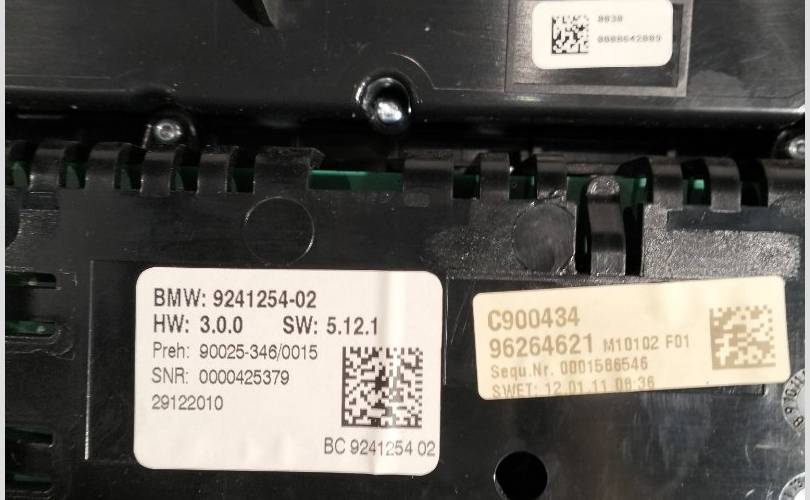 0030
0000642009
BMW: 9241254-02
HW: 3.0.0 SW: 5.12.1
Preh: 90025-346/0015
SNR: 0000425379
29122010
BC 9241254 02
C900434
96264621 M10102 F01
Sequ.Nr. 0001586546
SWET: 12.01.11 08:36